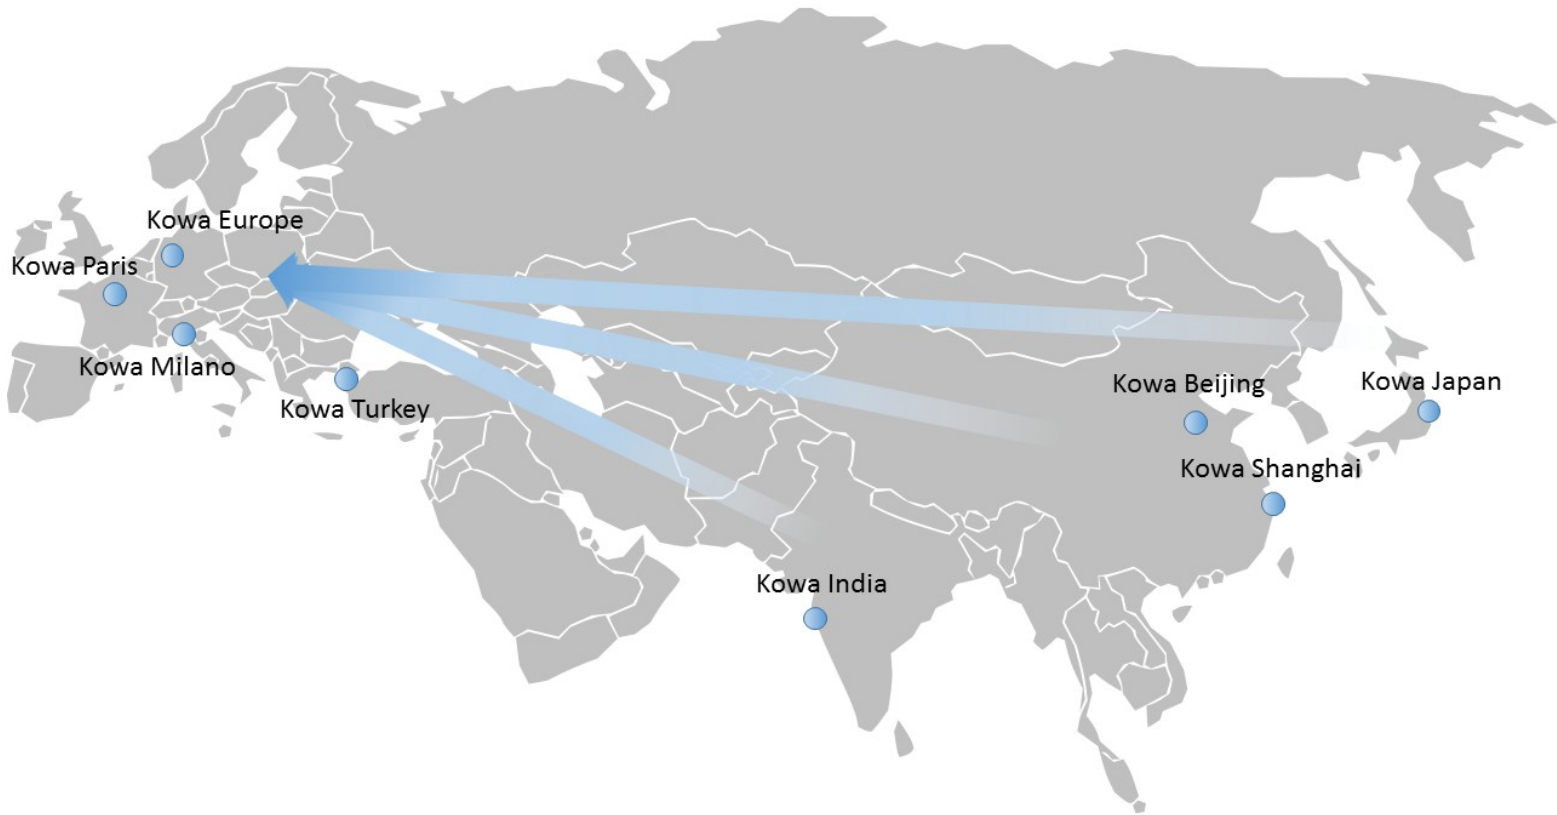 Kowa Europe
Kowa Paris
Kowa Milano
Kowa Turkey
Kowa Beijing
Kowa Japan
Kowa Shanghai
Kowa India